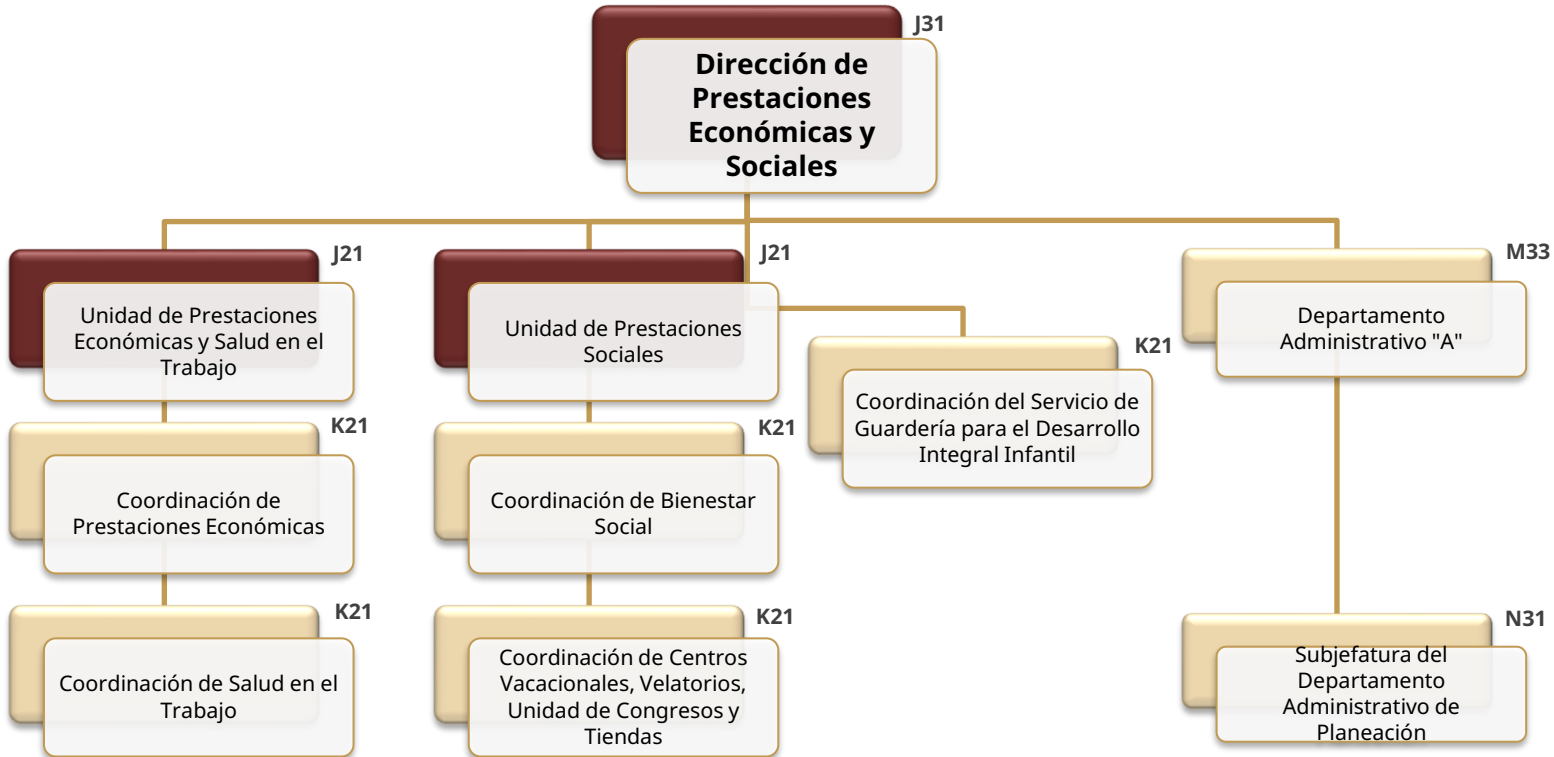 J31
Dirección de
Prestaciones
Económicas y
Sociales
J21
Unidad de Prestaciones
Económicas y Salud en el
Trabajo
J21
Unidad de Prestaciones
Sociales
K21
Coordinación del Servicio de
Guardería para el Desarrollo
Integral Infantil
M33
Departamento
Administrativo "A"
K21
Coordinación de
Prestaciones Económicas
K21
Coordinación de Bienestar
Social
K21
Coordinación de Salud en el
Trabajo
K21
Coordinación de Centros
Vacacionales, Velatorios,
Unidad de Congresos y
Tiendas
N31
Subjefatura del
Departamento
Administrativo de
Planeación